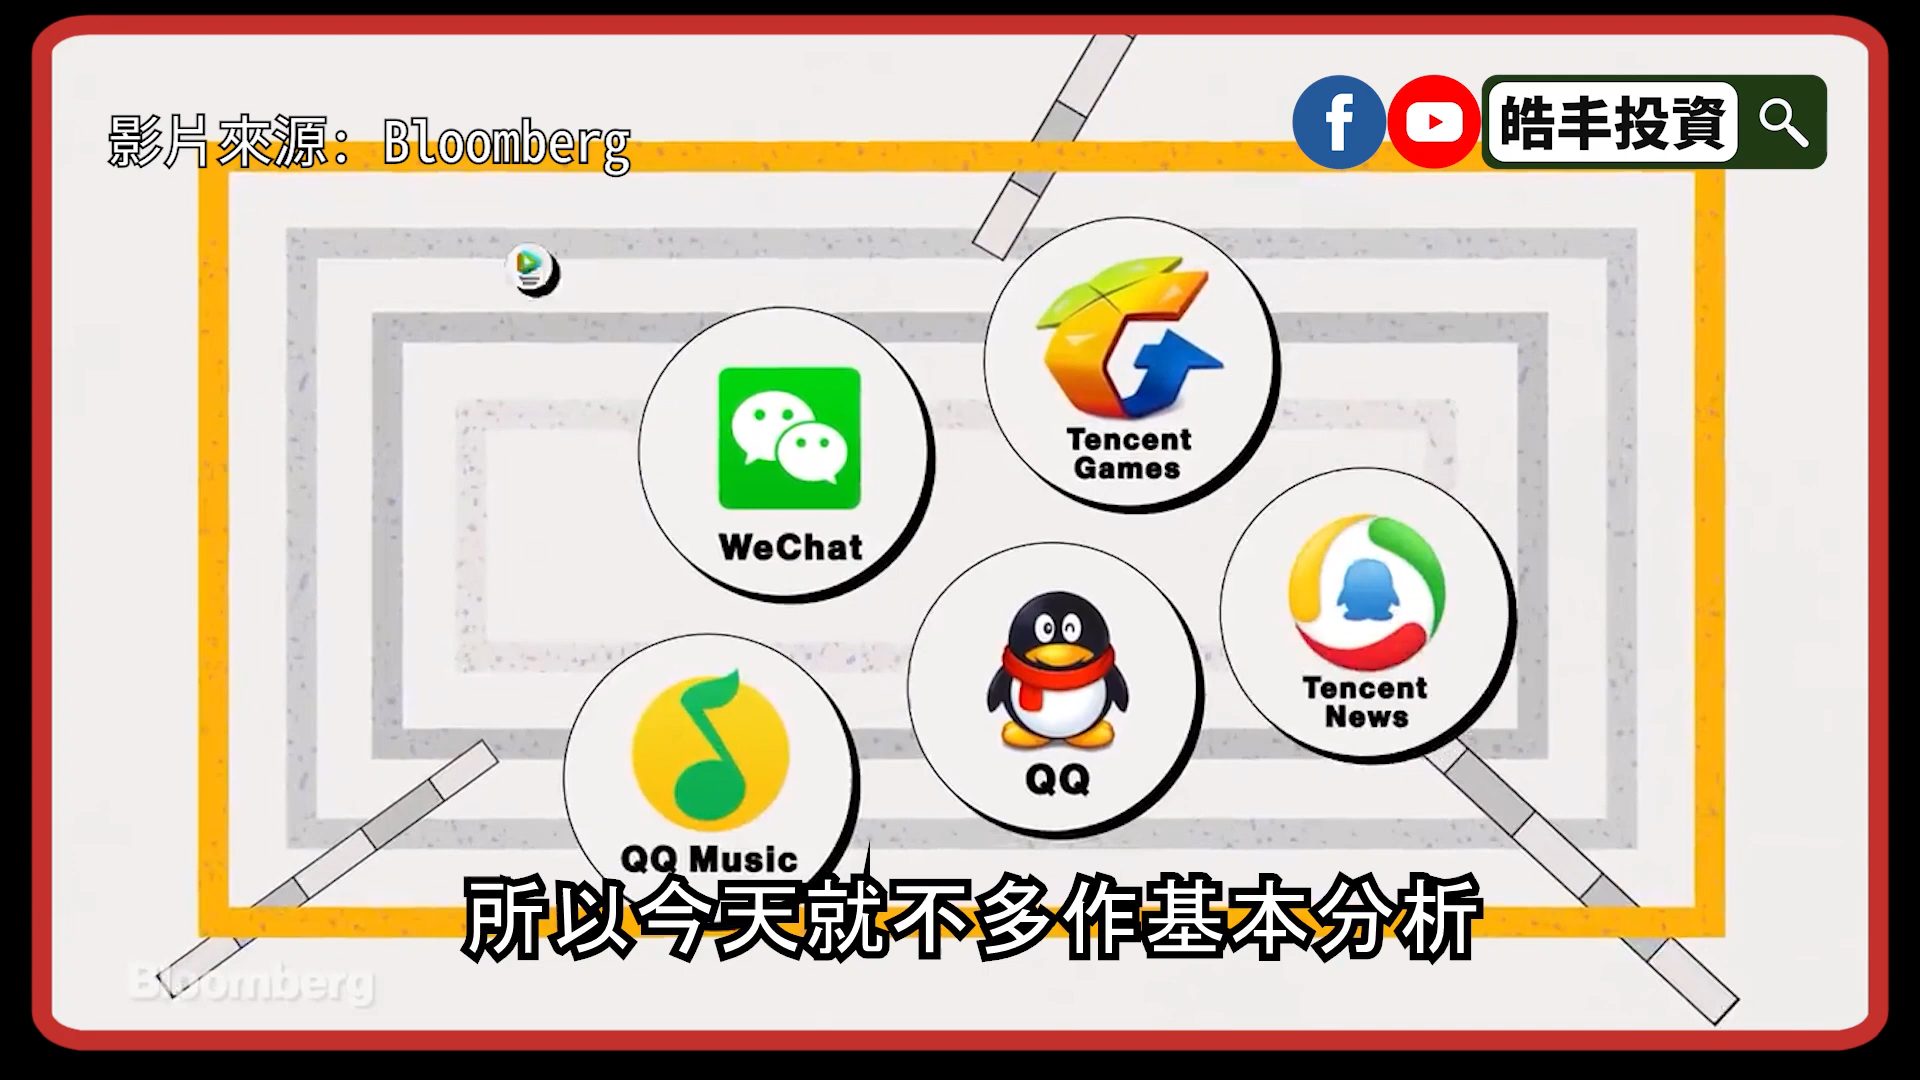 影片來源：Bloomberg
皓丰投資
Tencent
Games
WeChat
Tencent
News
QQ
QQ Music
所以今天就不多作基本分析
Bloomberg